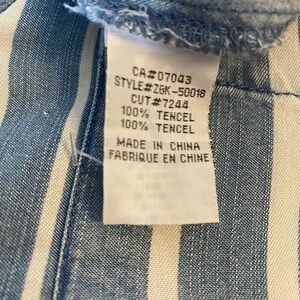 CA#07043
STYLE#ZGK-50018
CUT#7244
100% TENCEL
100% TENCEL
MADE IN CHINA
FABRIQUE EN CHINE